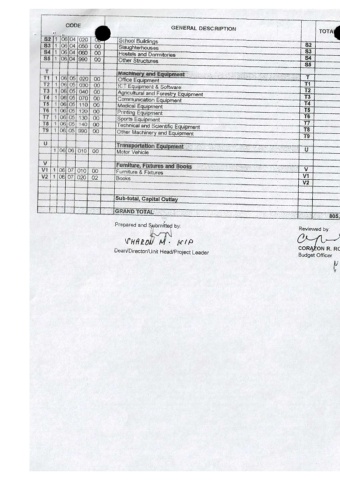 CODE GENERAL DESCRIPTION TOTA
S2 1 06 04 020 00 School Buildings S2
S3 1 06 04 060 00 Slaughterhouses S3
S4 1 06 04 060 00 Hostels and Dormitories S4
S5 1 06 04 990 00 Other Structures S5
T Machinery and Equipment T
T1 1 06 05 020 00 Office Equipment T1
T2 1 06 05 030 00 ICT Equipment & Software T2
T3 1 06 05 040 00 Agricultural and Forestry Equipment T3
T4 1 06 05 070 00 Communication Equipment T4
T5 1 06 05 110 00 Medical Equipment T5
T6 1 06 05 120 00 Printing Equipment T6
T7 1 06 05 130 00 Sports Equipment T7
T8 1 06 05 140 00 Technical and Scientific Equipment T8
T9 1 06 05 990 00 Other Machinery and Equipment T9
U Transportation Equipment U
1 06 06 010 00 Motor Vehicle
V Furniture, Fixtures and Books V
V1 1 06 07 010 00 Furniture & Fixtures V1
V2 1 06 07 020 02 Books V2
Sub-total, Capital Outlay
GRAND TOTAL 805.
Prepared and Submitted by: Reviewed by
SHARON M. KIP
Dean/Director/Unit Head/Project Leader
CORAZON R. RO
Budget Officer